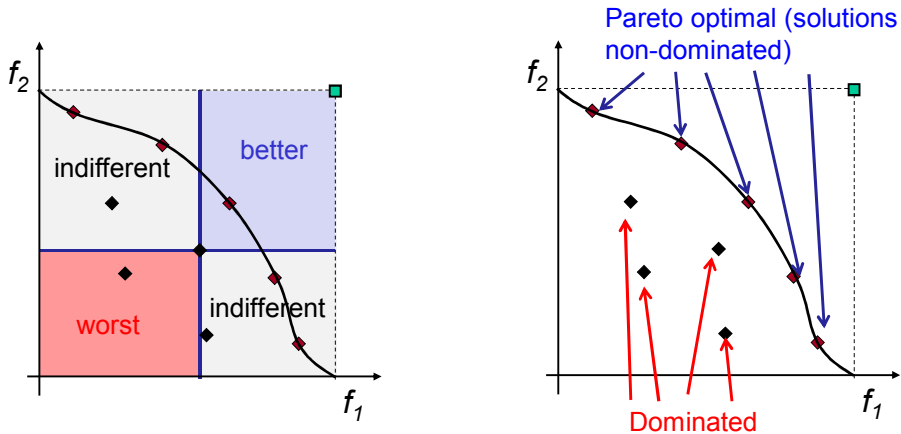 f2
indifferent
better
worst
indifferent
f1
Pareto optimal (solutions
non-dominated)
f2
f1
Dominated